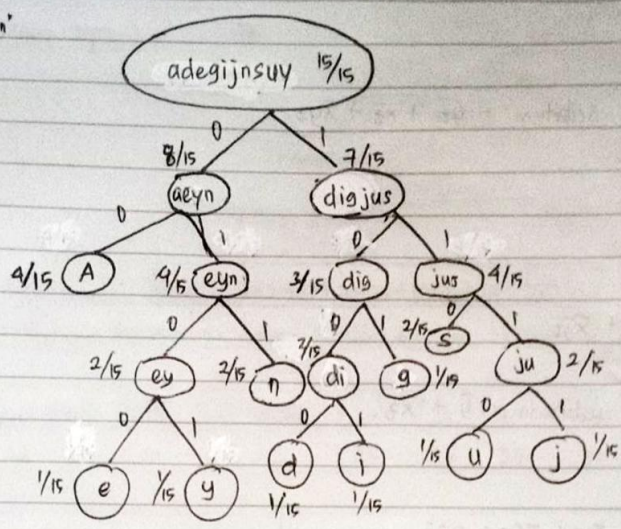 n'
adegijnsuy 15/15
0 1
8/15 7/15
aeyn digjus
0 1 0 1
4/15 A 4/15 eyn 3/15 dig jus 4/15
0 1 0 1 0 1
2/15 ey 2/15 n 2/15 di g 1/15 2/15 s ju 2/15
0 1 0 1 0 1
1/15 e 1/15 y d i 1/15 u j 1/15
1/15 1/15